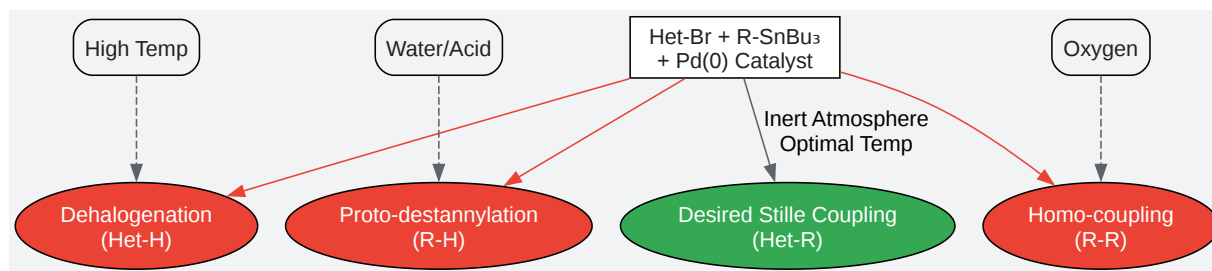 High Temp
Water/Acid
Het-Br + R-SnBu₃
+ Pd(0) Catalyst
Oxygen
Inert Atmosphere
Optimal Temp
Dehalogenation
(Het-H)
Proto-destannylation
(R-H)
Desired Stille Coupling
(Het-R)
Homo-coupling
(R-R)